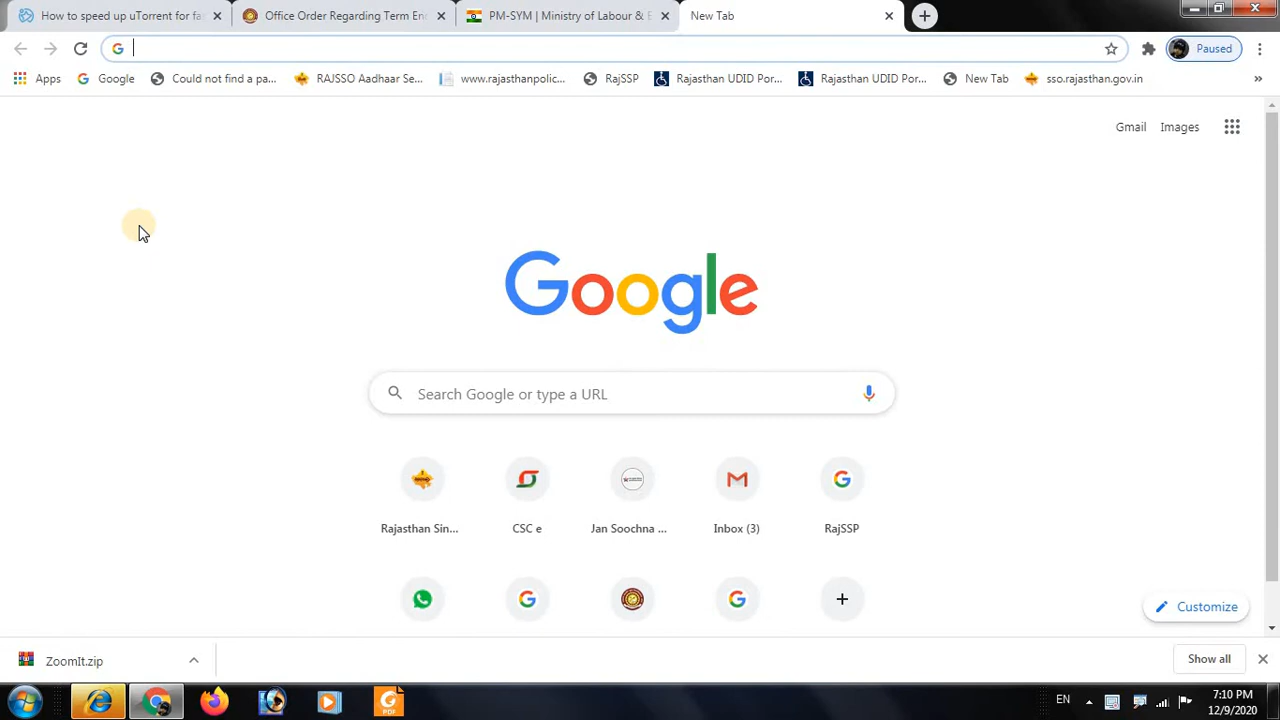 How to speed up uTorrent for fa
Office Order Regarding Term En
PM-SYM | Ministry of Labour & E
New Tab
Paused
Apps
Google
Could not find a pa...
RAJSSO Aadhaar Se...
www.rajasthanpolic...
RajSSP
Rajasthan UDID Por...
Rajasthan UDID Por...
New Tab
sso.rajasthan.gov.in
Gmail
Images
Google
Search Google or type a URL
Rajasthan Sin...
CSC e
Jan Soochna ...
Inbox (3)
RajSSP
Customize
ZoomIt.zip
Show all
PDF
EN
7:10 PM
12/9/2020